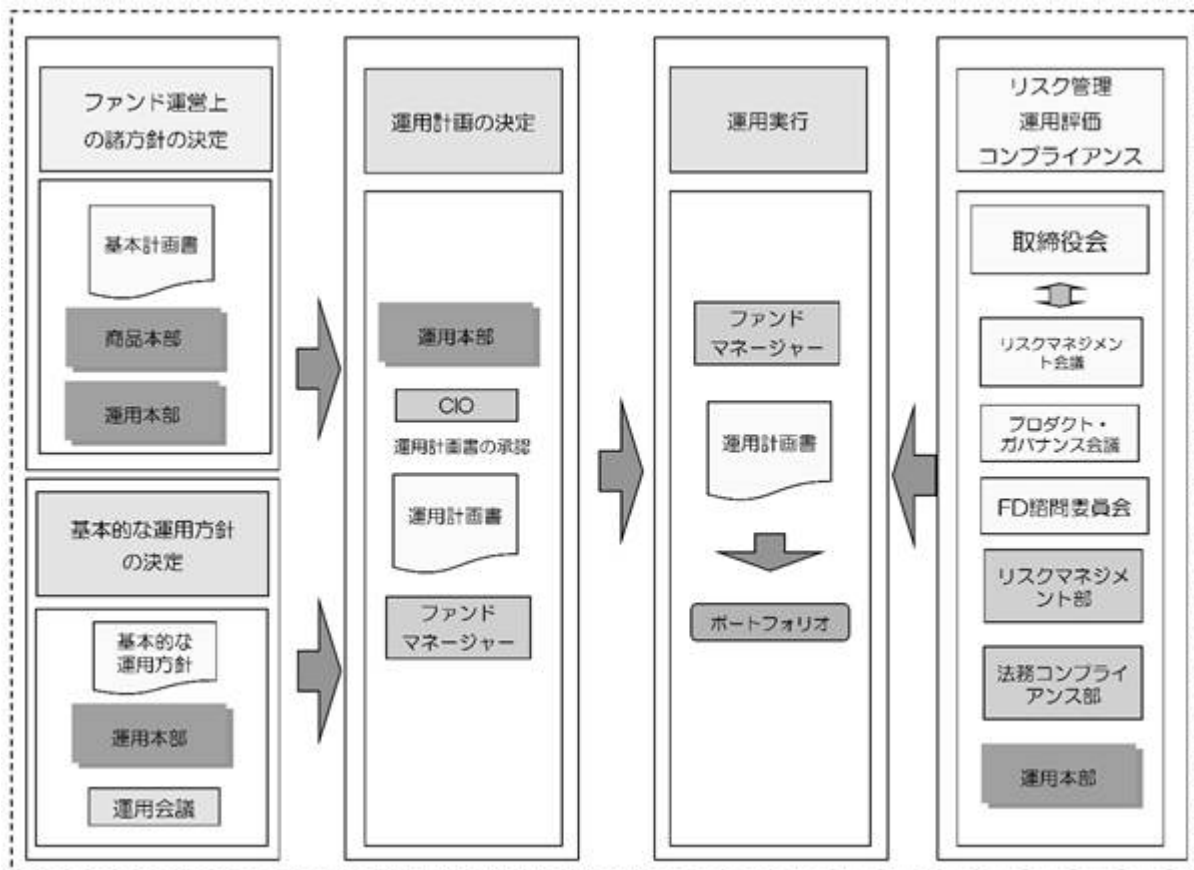 ファンド運営上
の諸方針の決定
基本計画書
商品本部
運用本部
基本的な運用方針
の決定
基本的な
運用方針
運用本部
運用会議
運用計画の決定
運用本部
CIO
運用計画書の承認
運用計画書
ファンド
マネージャー
運用実行
ファンド
マネージャー
運用計画書
ポートフォリオ
リスク管理
運用評価
コンプライアンス
取締役会
リスクマネジメン
ト会議
プロダクト・
ガバナンス会議
FD諮問委員会
リスクマネジメ
ント部
法務コンプライ
アンス部
運用本部